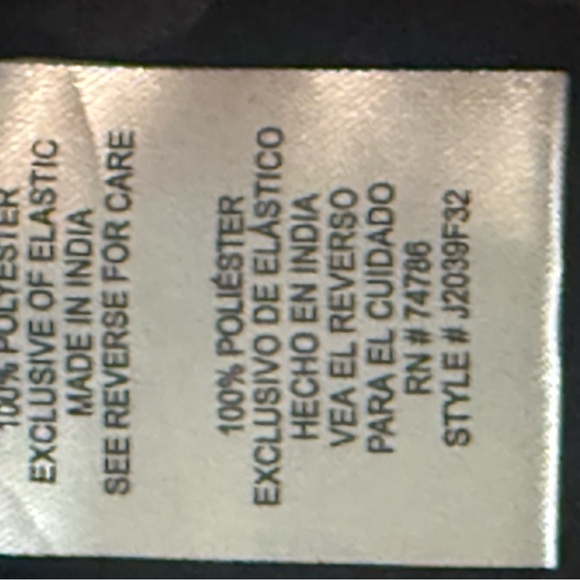 100% POLYESTER
EXCLUSIVE OF ELASTIC
MADE IN INDIA
SEE REVERSE FOR CARE
100% POLIÉSTER
EXCLUSIVO DE ELÁSTICO
HECHO EN INDIA
VEA EL REVERSO
PARA EL CUIDADO
RN # 74786
STYLE # J2039F32